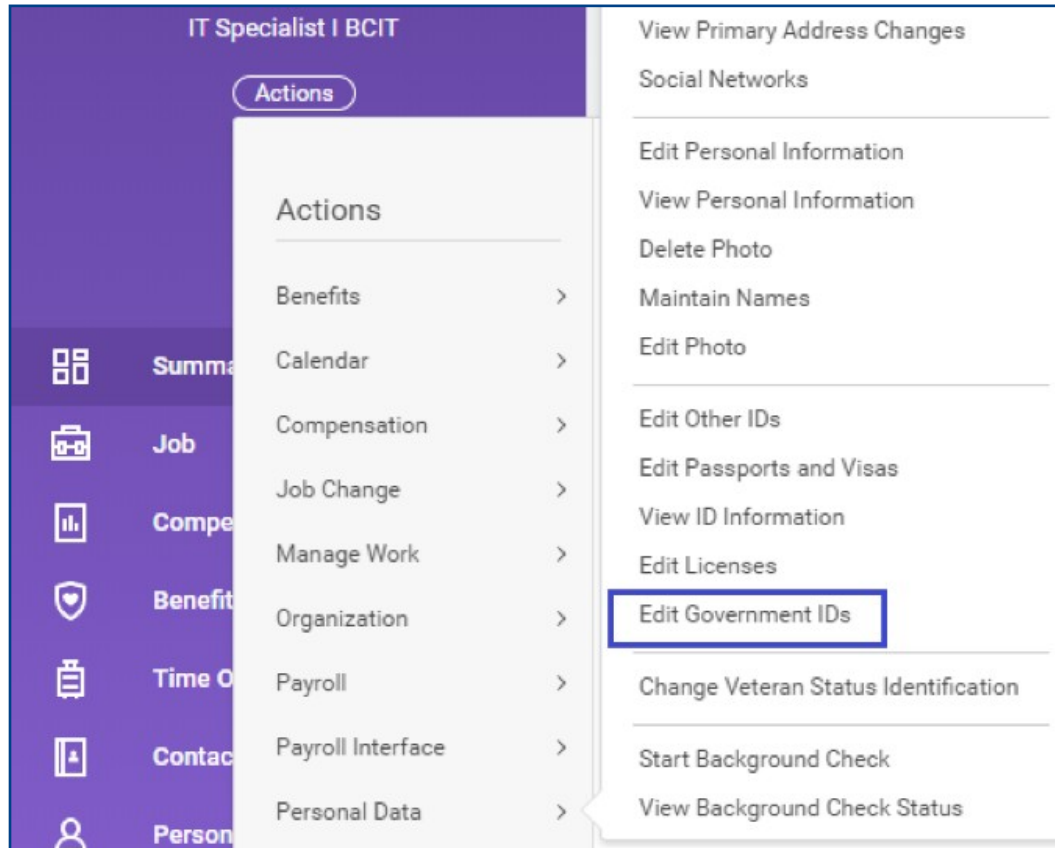 IT Specialist I BCIT
Actions
Summa
Job
Compe
Benefit
Time O
Contac
Person
Actions
Benefits
Calendar
Compensation
Job Change
Manage Work
Organization
Payroll
Payroll Interface
Personal Data
View Primary Address Changes
Social Networks
Edit Personal Information
View Personal Information
Delete Photo
Maintain Names
Edit Photo
Edit Other IDs
Edit Passports and Visas
View ID Information
Edit Licenses
Edit Government IDs
Change Veteran Status Identification
Start Background Check
View Background Check Status